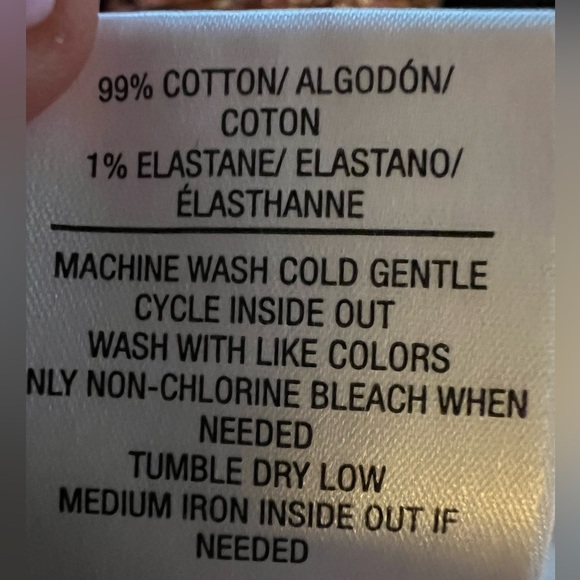 99% COTTON/ ALGODÓN/
COTON
1% ELASTANE/ ELASTANO/
ÉLASTHANNE
MACHINE WASH COLD GENTLE
CYCLE INSIDE OUT
WASH WITH LIKE COLORS
NLY NON-CHLORINE BLEACH WHEN
NEEDED
TUMBLE DRY LOW
MEDIUM IRON INSIDE OUT IF
NEEDED